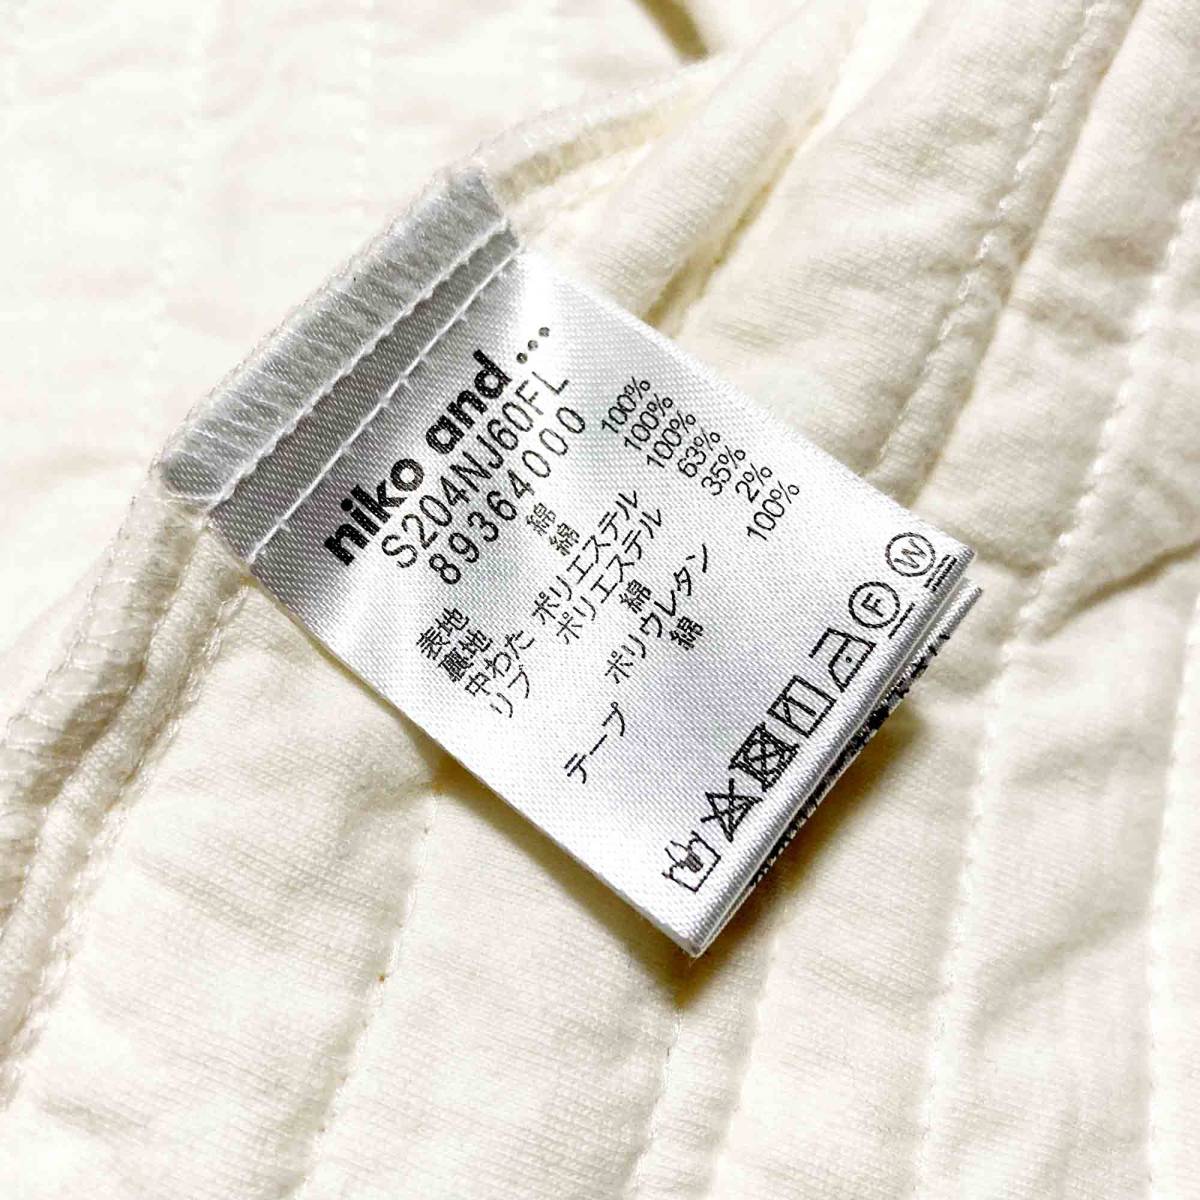 niko and ...
S204NJ60FL
89364000
表地 綿 100%
裏地 綿 100%
中わた ポリエステル 100%
リブ ポリエステル 63%
綿 35%
ポリウレタン 2%
テープ 綿 100%
F W